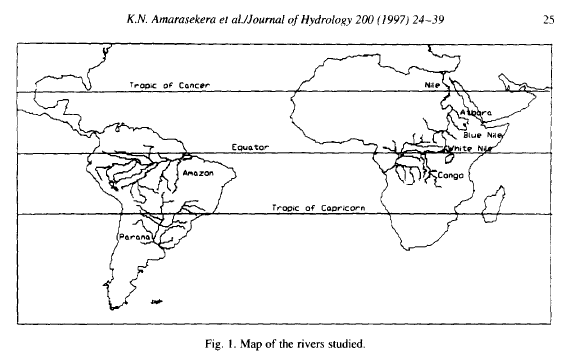 K.N. Amarasekera et al./Journal of Hydrology 200 (1997) 24–39 25
Tropic of Cancer
Nile
Atbara
Blue Nile
Equator
White Nile
Amazon
Congo
Tropic of Capricorn
Parana
Fig. 1. Map of the rivers studied.